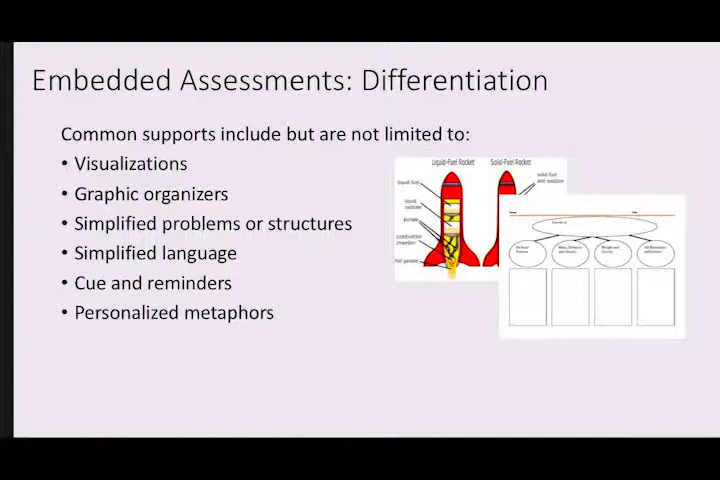 Embedded Assessments: Differentiation
Common supports include but are not limited to:
• Visualizations
• Graphic organizers
• Simplified problems or structures
• Simplified language
• Cue and reminders
• Personalized metaphors
Liquid-Fuel Rocket
Solid-Fuel Rocket
liquid fuel
liquid
oxidizer
pumps
combustion
chamber
hot gasses
solid fuel
and oxidizer